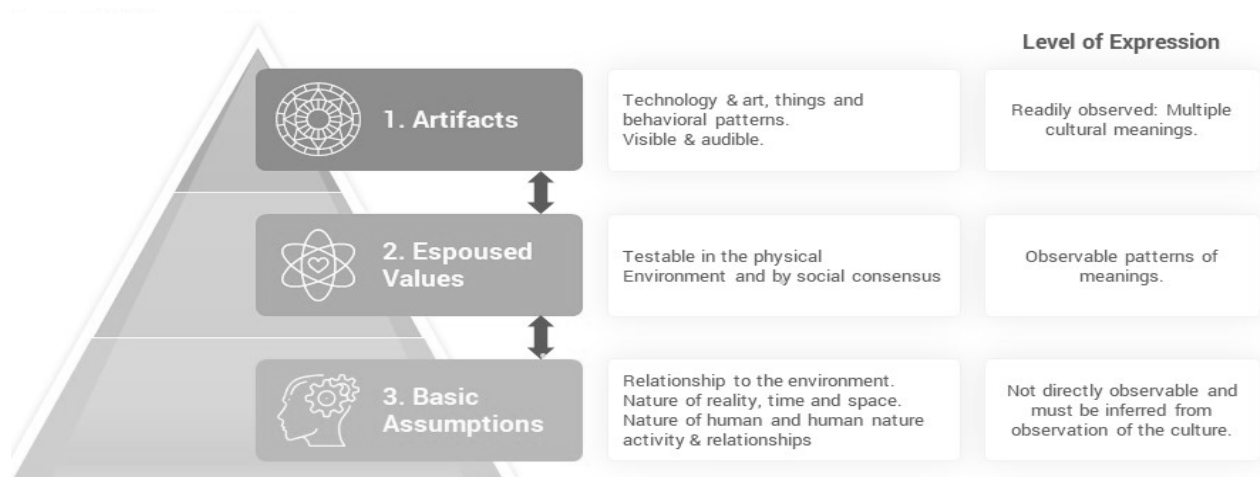 Level of Expression
1. Artifacts
Technology & art, things and
behavioral patterns.
Visible & audible.
Readily observed: Multiple
cultural meanings.
2. Espoused
Values
Testable in the physical
Environment and by social consensus
Observable patterns of
meanings.
3. Basic
Assumptions
Relationship to the environment.
Nature of reality, time and space.
Nature of human and human nature
activity & relationships
Not directly observable and
must be inferred from
observation of the culture.